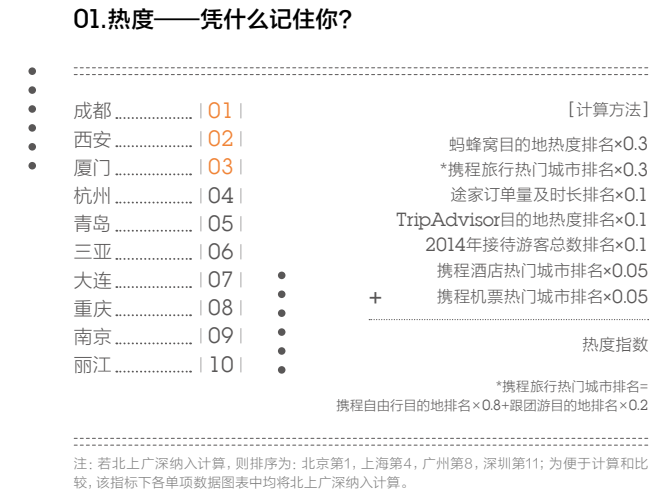 01.热度——凭什么记住你?
成都 ........................ | 01 |
西安 ........................ | 02 |
厦门 ........................ | 03 |
杭州 ........................ | 04 |
青岛 ........................ | 05 |
三亚 ........................ | 06 |
大连 ........................ | 07 |
重庆 ........................ | 08 |
南京 ........................ | 09 |
丽江 ........................ | 10 |
[计算方法]
蚂蜂窝目的地热度排名×0.3
*携程旅行热门城市排名×0.3
途家订单量及时长排名×0.1
TripAdvisor目的地热度排名×0.1
2014年接待游客总数排名×0.1
携程酒店热门城市排名×0.05
+ 携程机票热门城市排名×0.05
热度指数
*携程旅行热门城市排名=
携程自由行目的地排名×0.8+跟团游目的地排名×0.2
注: 若北上广深纳入计算, 则排序为: 北京第1, 上海第4, 广州第8, 深圳第11; 为便于计算和比
较, 该指标下各单项数据图表中均将北上广深纳入计算。